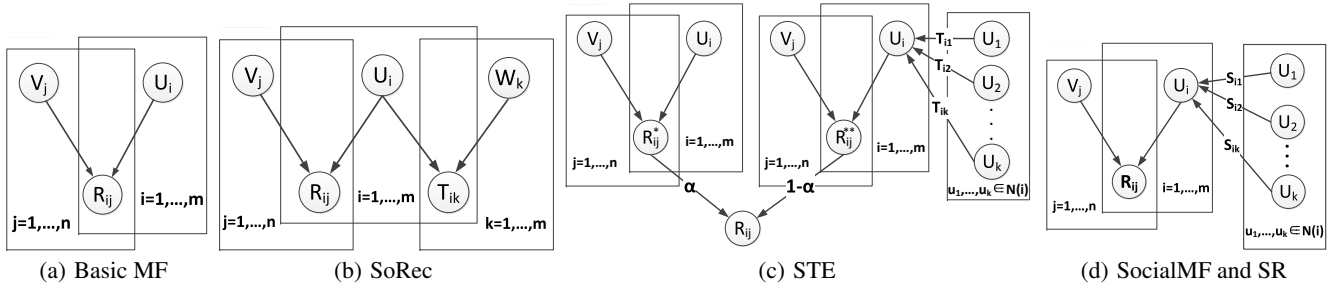 V_j U_i
R_ij
j=1,...,n
i=1,...,m
(a) Basic MF
V_j U_i W_k
R_ij T_ik
j=1,...,n
i=1,...,m
k=1,...,m
(b) SoRec
V_j U_i
R*_ij
j=1,...,n
i=1,...,m
α
V_j U_i
R**_ij
j=1,...,n
i=1,...,m
1-α
R_ij
T_i1
T_i2
T_ik
U_1
U_2
U_k
u_1,...,u_k∈N(i)
(c) STE
V_j U_i
R_ij
j=1,...,n
i=1,...,m
S_i1
S_i2
S_ik
U_1
U_2
U_k
u_1,...,u_k∈N(i)
(d) SocialMF and SR